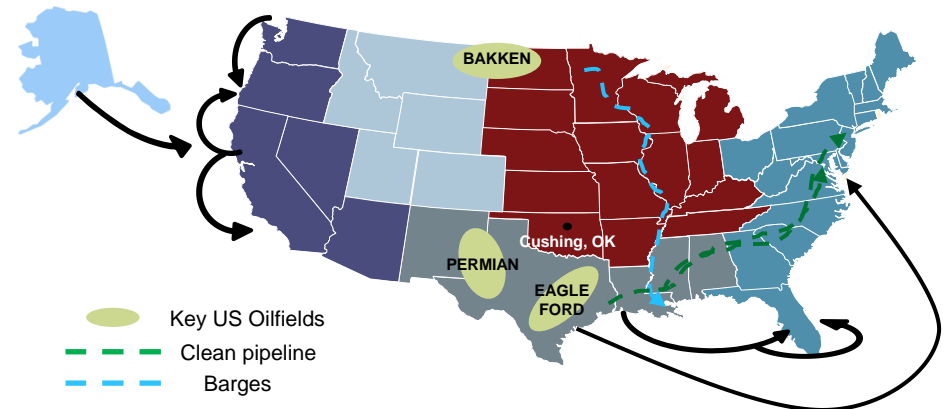 BAKKEN
Cushing, OK
PERMIAN
EAGLE
FORD
Key US Oilfields
Clean pipeline
Barges